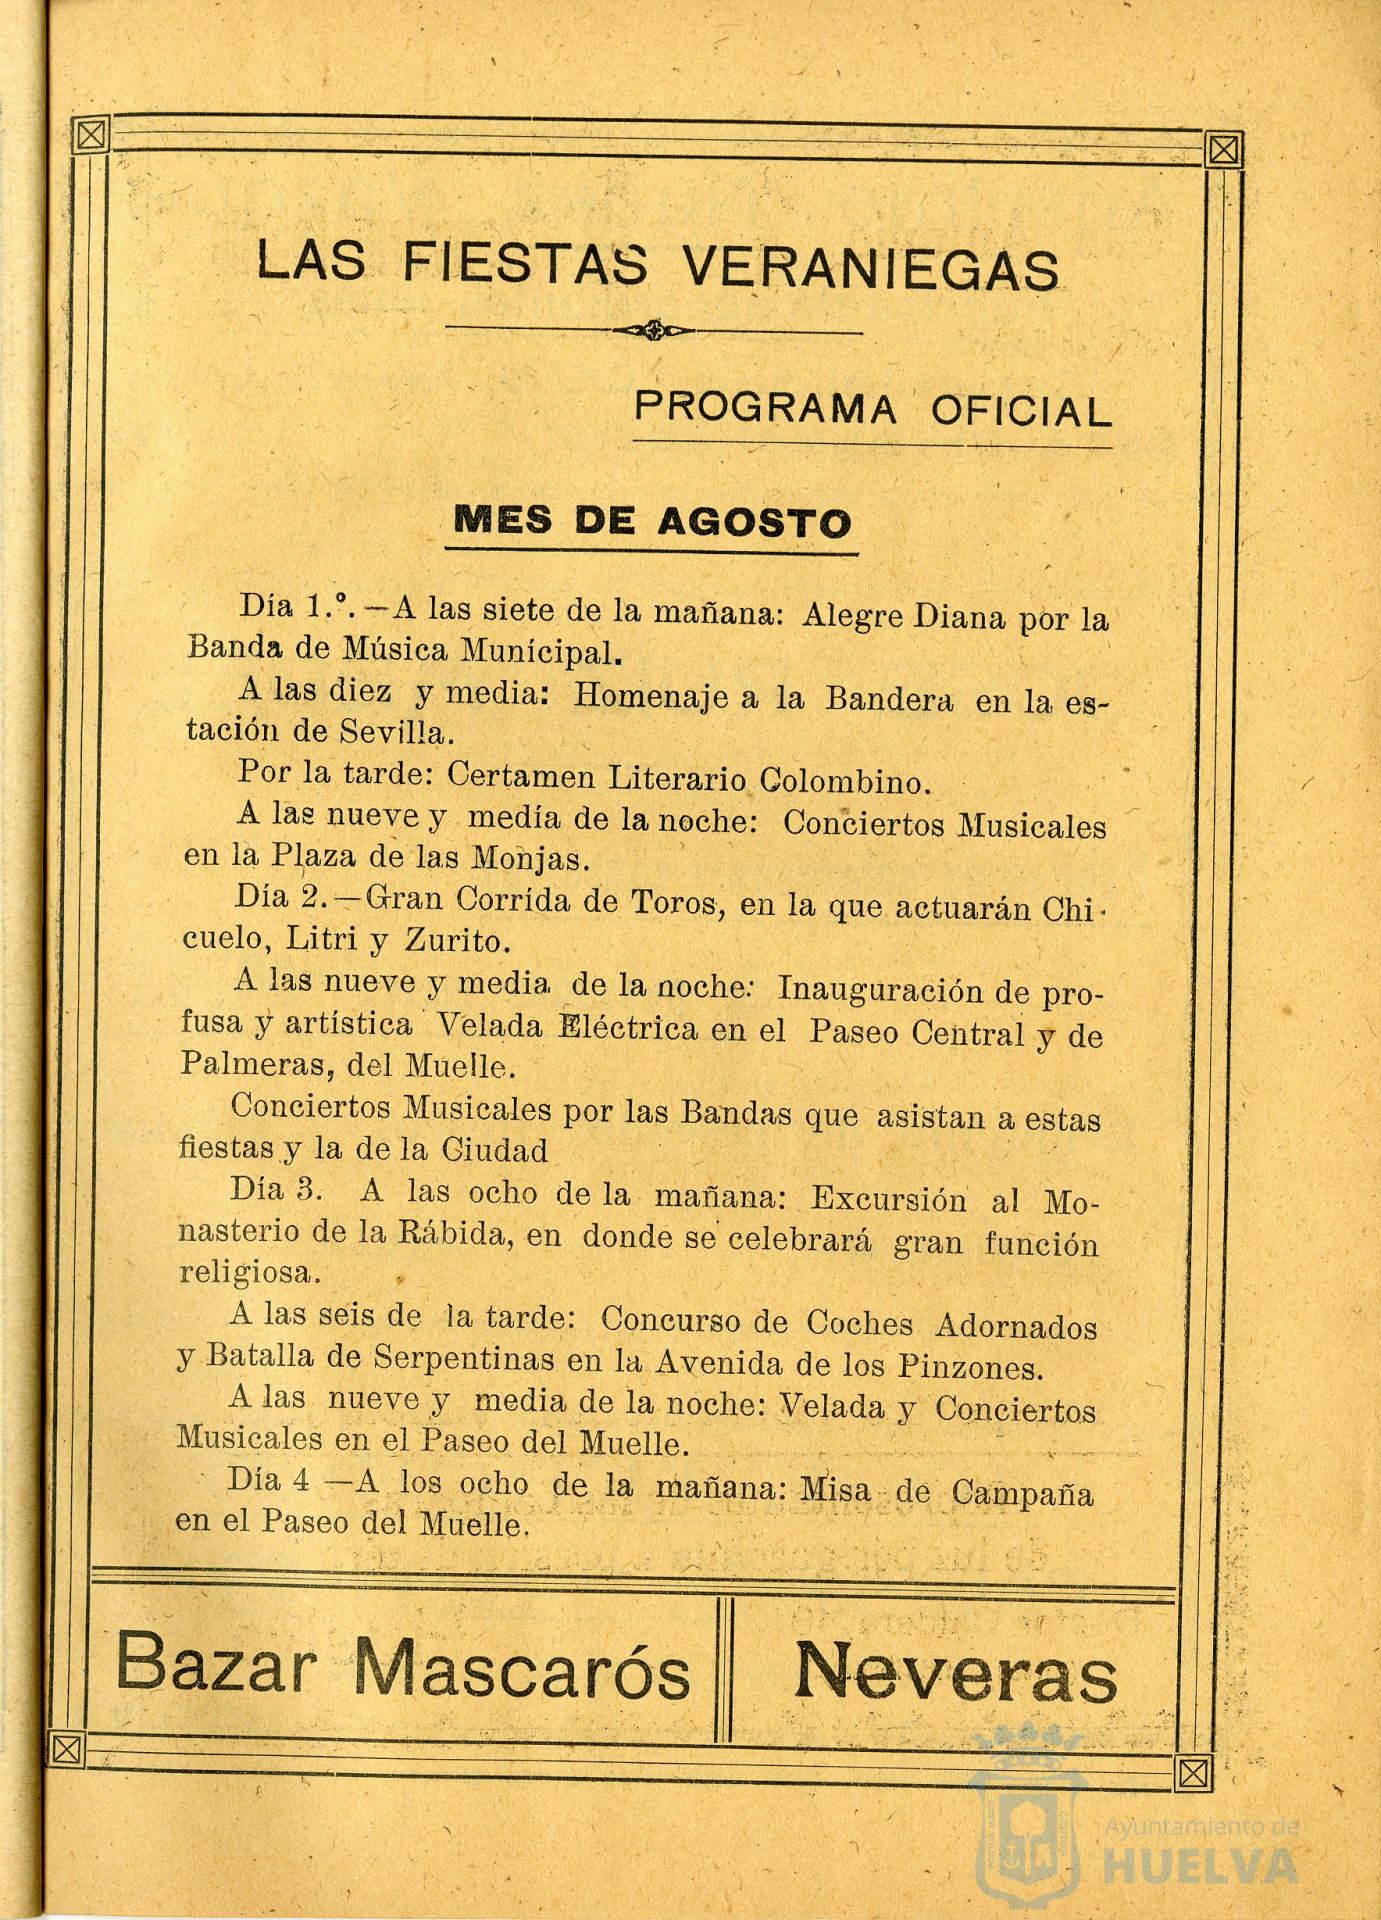 LAS FIESTAS VERANIEGAS
PROGRAMA OFICIAL
MES DE AGOSTO
Día 1.º.—A las siete de la mañana: Alegre Diana por la
Banda de Música Munícipal.
A las diez y media: Homenaje a la Bandera en la es-
tación de Sevilla.
Por la tarde: Certamen Literario Colombino.
A las nueve y medía de la noche: Conciertos Musicales
en la Plaza de las Monjas.
Día 2.—Gran Corrída de Toros, en la que actuarán Chi-
cuelo, Litri y Zurito.
A las nueve y media de la noche: Inauguración de pro-
fusa y artística Velada Eléctrica en el Paseo Central y de
Palmeras, del Muelle.
Conciertos Musicales por las Bandas que asistan a estas
fiestas y la de la Ciudad
Día 3. A las ocho de la mañana: Excursión al Mo-
nasterio de la Rábida, en donde se celebrará gran función
religiosa.
A las seis de la tarde: Concurso de Coches Adornados
y Batalla de Serpentinas en la Avenida de los Pinzones.
A las nueve y media de la noche: Velada y Conciertos
Musicales en el Paseo del Muelle.
Día 4 —A los ocho de la mañana: Misa de Campaña
en el Paseo del Muelle.
Bazar Mascarós
Neveras
Ayuntamiento de
HUELVA